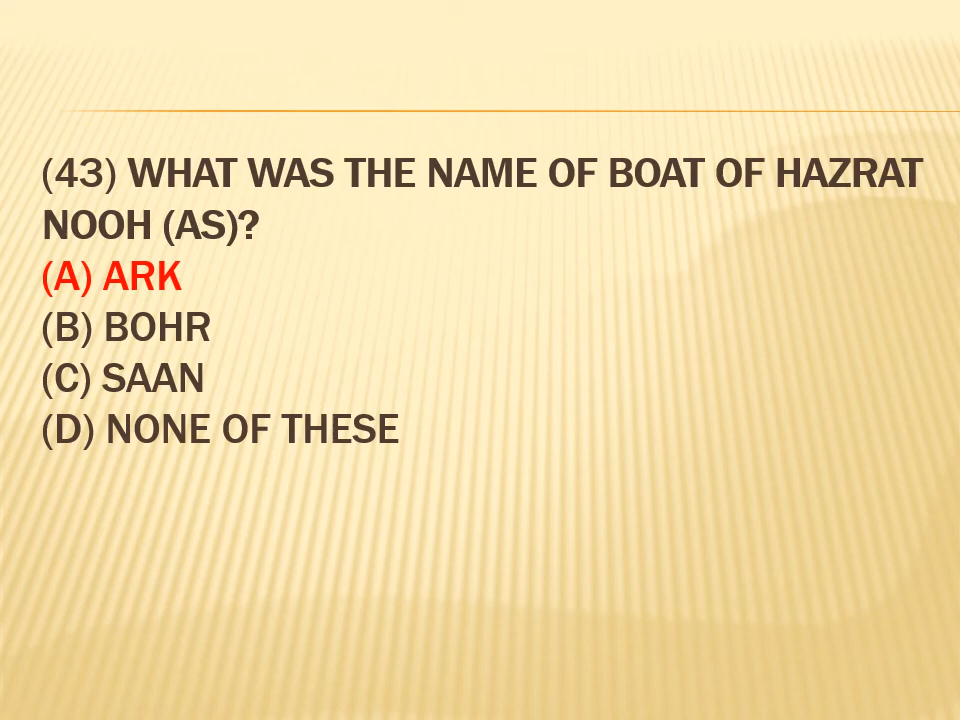 (43) WHAT WAS THE NAME OF BOAT OF HAZRAT
NOOH (AS)?
(A) ARK
(B) BOHR
(C) SAAN
(D) NONE OF THESE